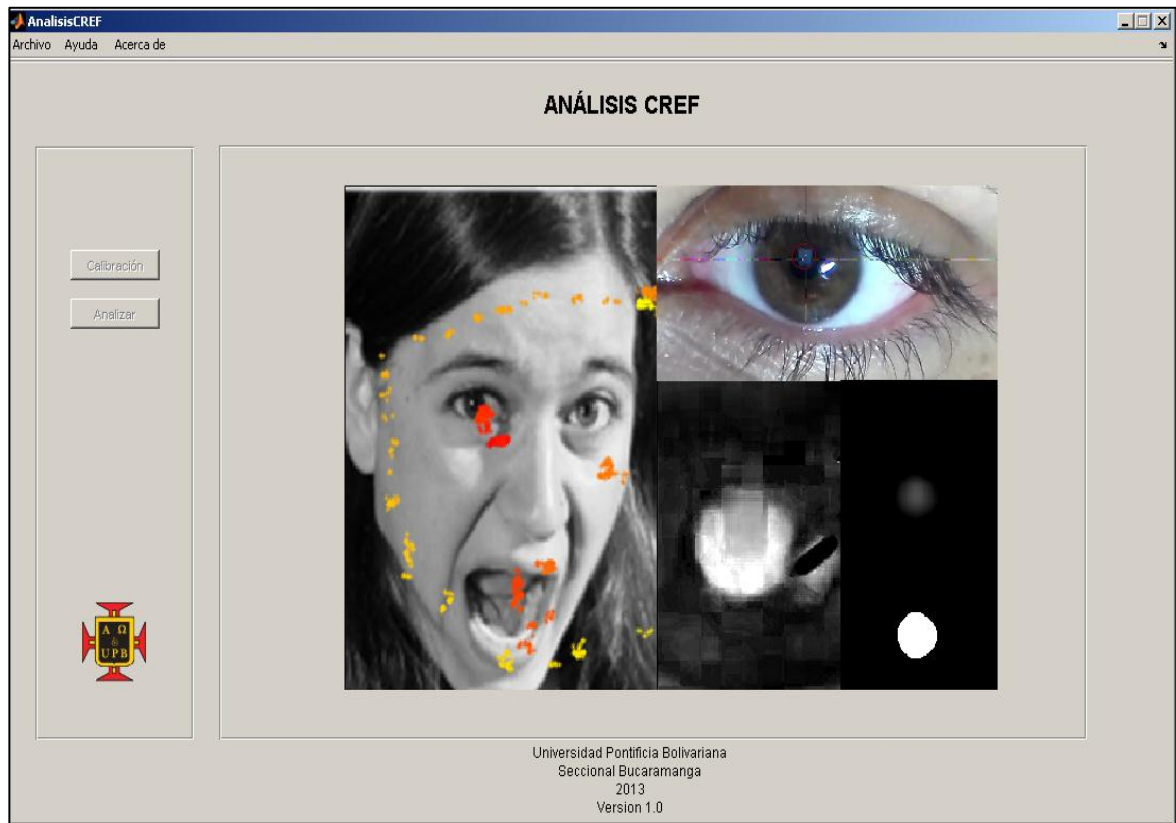 AnalisisCREF
Archivo Ayuda Acerca de
ANÁLISIS CREF
Calibración
Analizar
A Ω
&
UPB
Universidad Pontificia Bolivariana
Seccional Bucaramanga
2013
Version 1.0